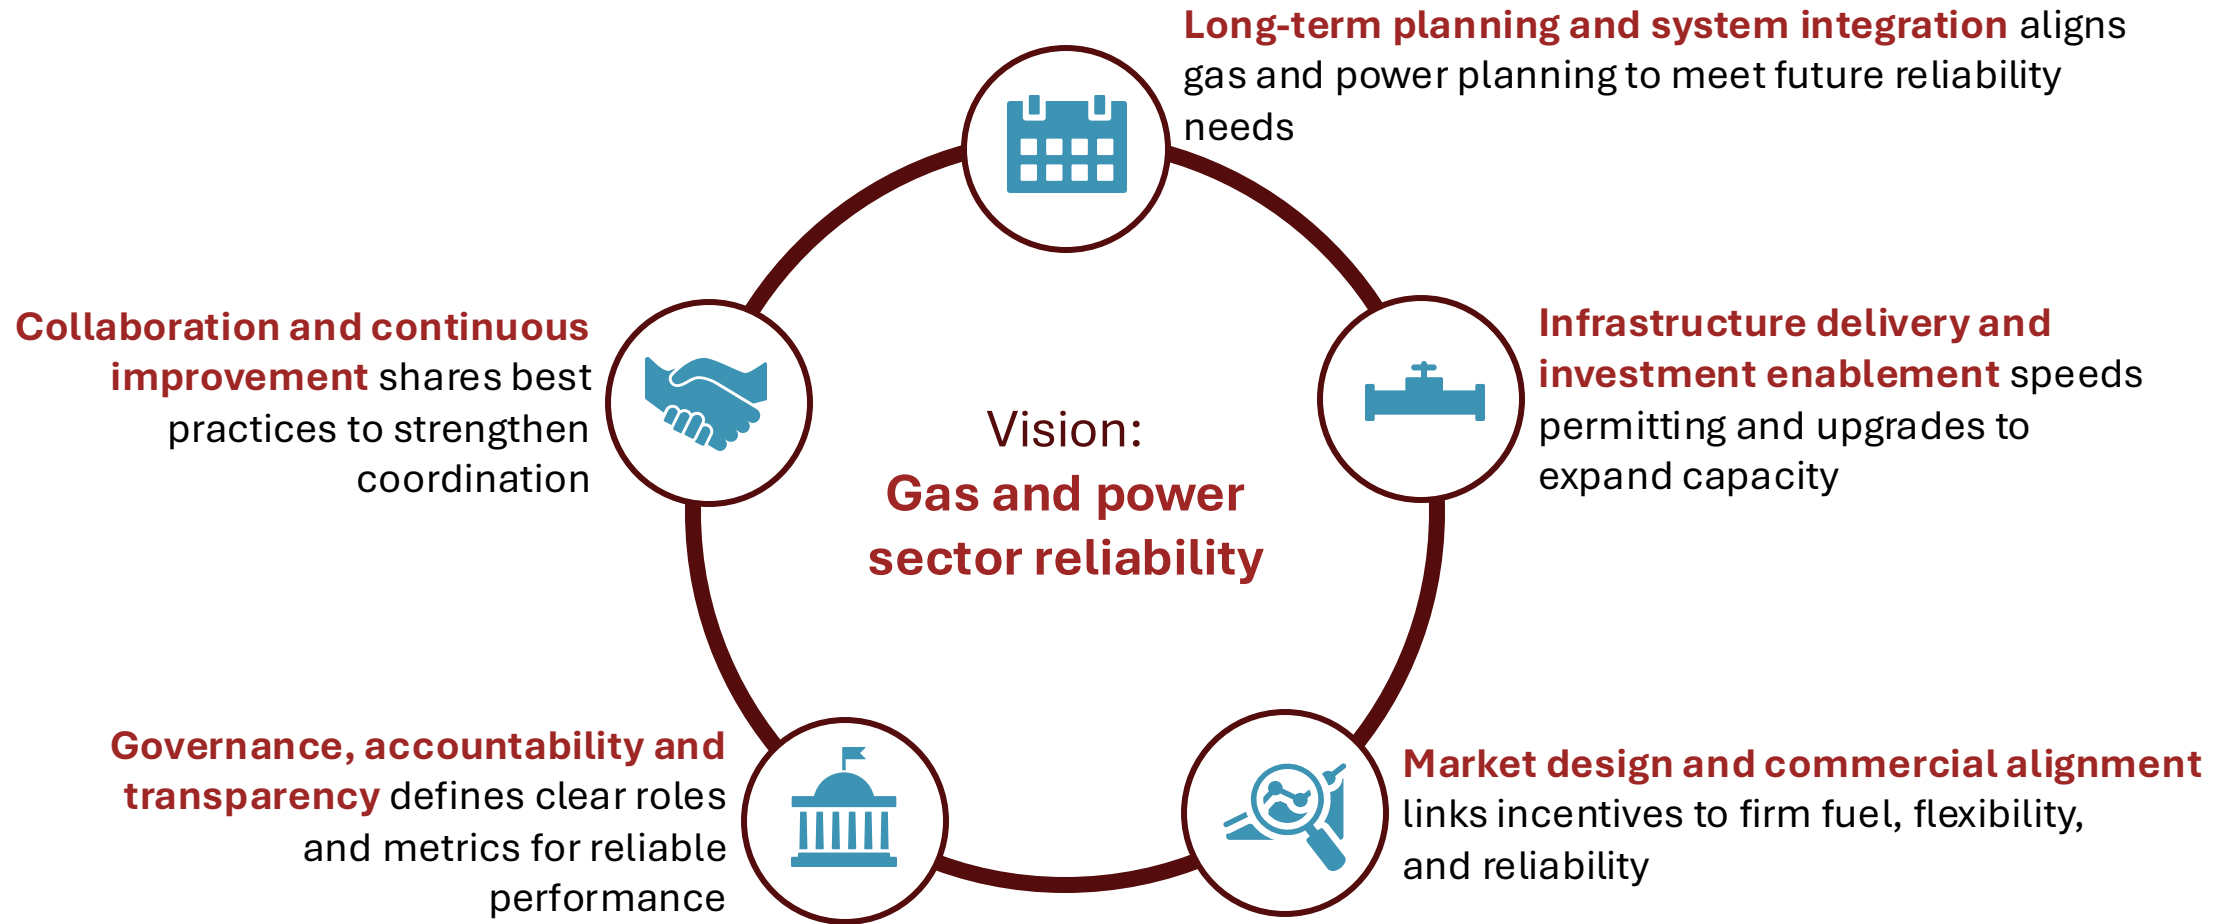 Long-term planning and system integration aligns
gas and power planning to meet future reliability
needs
Infrastructure delivery and
investment enablement speeds
permitting and upgrades to
expand capacity
Market design and commercial alignment
links incentives to firm fuel, flexibility,
and reliability
Governance, accountability and
transparency defines clear roles
and metrics for reliable
performance
Collaboration and continuous
improvement shares best
practices to strengthen
coordination
Vision:
Gas and power
sector reliability